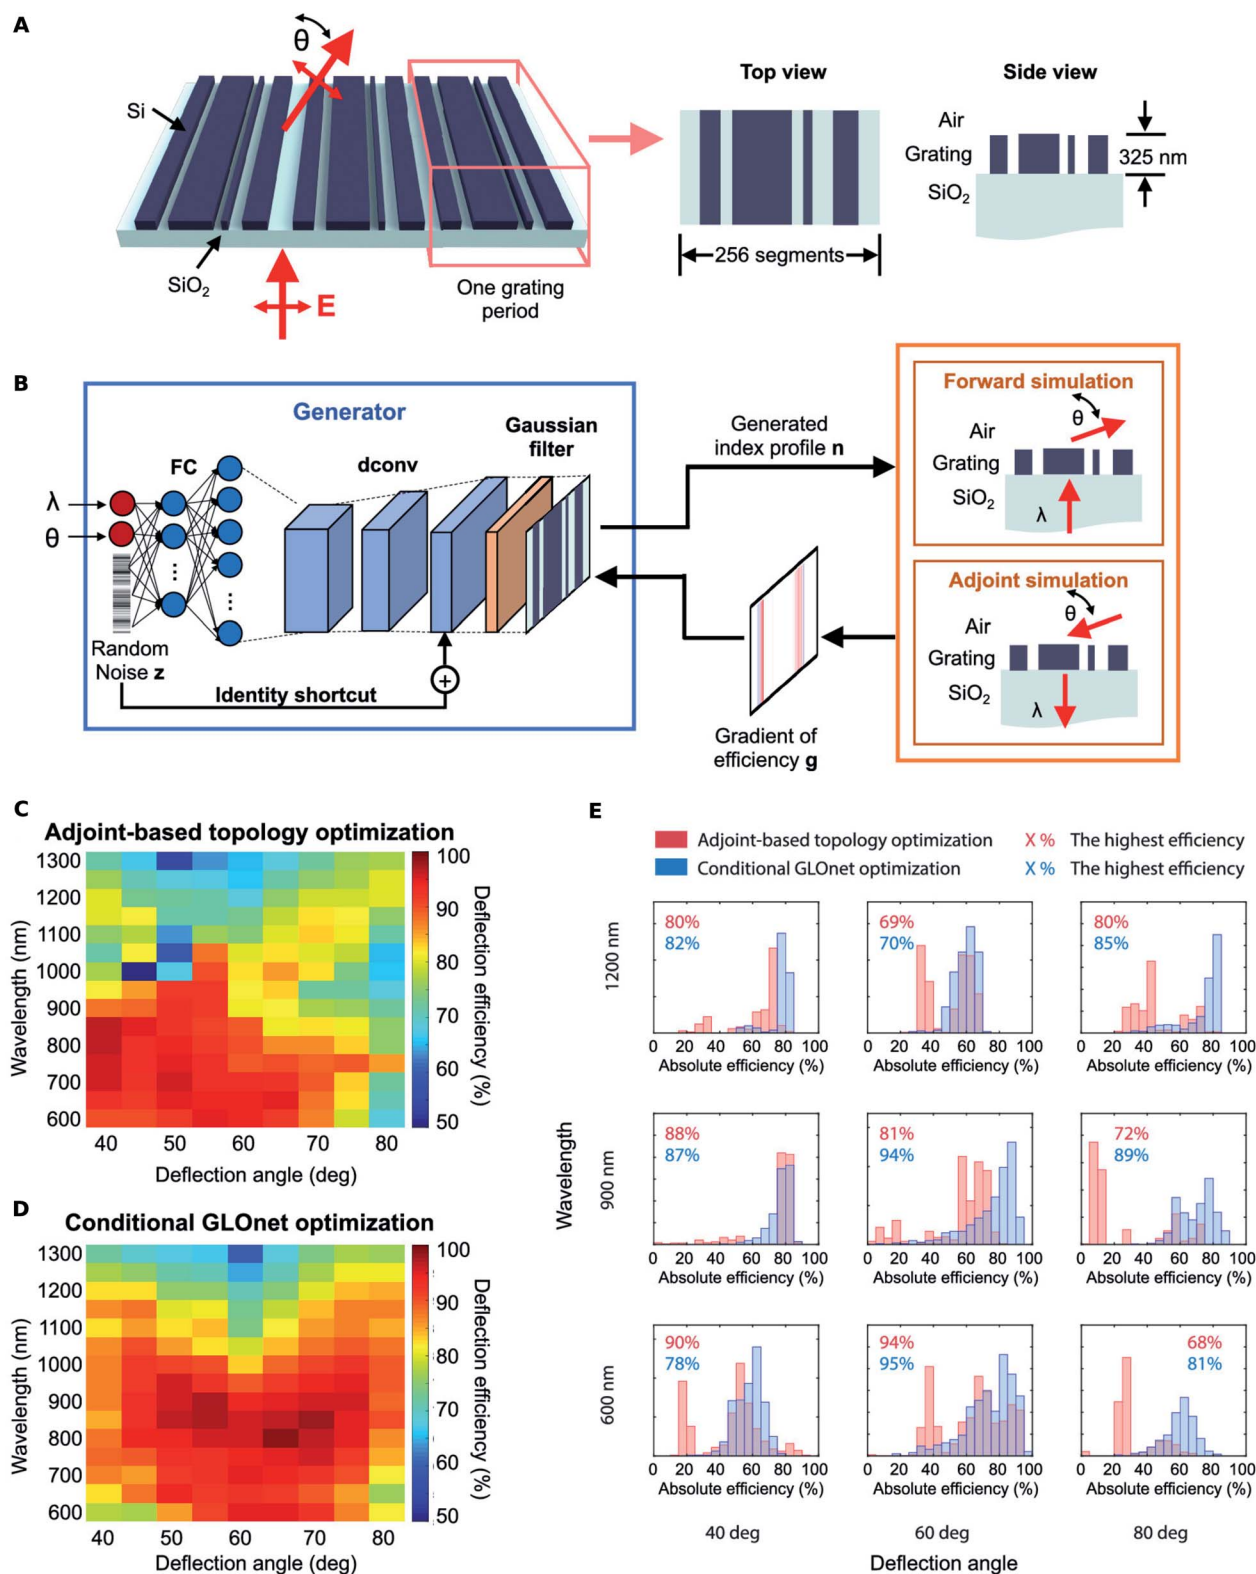 A
θ
Si
SiO2
E
One grating
period
Top view
256 segments
Side view
Air
Grating
SiO2
325 nm
B
Generator
Gaussian
filter
FC
dconv
λ
θ
Random
Noise z
Identity shortcut
+
Generated
index profile n
Gradient of
efficiency g
Forward simulation
θ
Air
Grating
SiO2
λ
Adjoint simulation
θ
Air
Grating
SiO2
λ
C
Adjoint-based topology optimization
Wavelength (nm)
1300
1200
1100
1000
900
800
700
600
40 50 60 70 80
Deflection angle (deg)
100
90
80
70
60
50
Deflection efficiency (%)
D
Conditional GLOnet optimization
Wavelength (nm)
1300
1200
1100
1000
900
800
700
600
40 50 60 70 80
Deflection angle (deg)
100
90
80
70
60
50
Deflection efficiency (%)
E
Adjoint-based topology optimization X % The highest efficiency
Conditional GLOnet optimization X % The highest efficiency
Wavelength
1200 nm
80%
82%
0 20 40 60 80 100
Absolute efficiency (%)
69%
70%
0 20 40 60 80 100
Absolute efficiency (%)
80%
85%
0 20 40 60 80 100
Absolute efficiency (%)
900 nm
88%
87%
0 20 40 60 80 100
Absolute efficiency (%)
81%
94%
0 20 40 60 80 100
Absolute efficiency (%)
72%
89%
0 20 40 60 80 100
Absolute efficiency (%)
600 nm
90%
78%
0 20 40 60 80 100
Absolute efficiency (%)
94%
95%
0 20 40 60 80 100
Absolute efficiency (%)
68%
81%
0 20 40 60 80 100
Absolute efficiency (%)
40 deg 60 deg 80 deg
Deflection angle